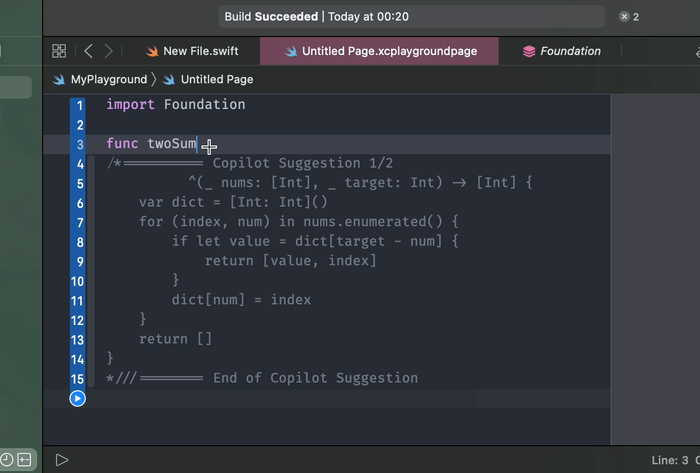 Build Succeeded | Today at 00:20
2
New File.swift
Untitled Page.xcplaygroundpage
Foundation
MyPlayground 〉 Untitled Page
1 import Foundation
2
3 func twoSum
4 /*======== Copilot Suggestion 1/2
5 ^(_ nums: [Int], _ target: Int) -> [Int] {
6 var dict = [Int: Int]()
7 for (index, num) in nums.enumerated() {
8 if let value = dict[target - num] {
9 return [value, index]
10 }
11 dict[num] = index
12 }
13 return []
14 }
15 *///======== End of Copilot Suggestion
Line: 3